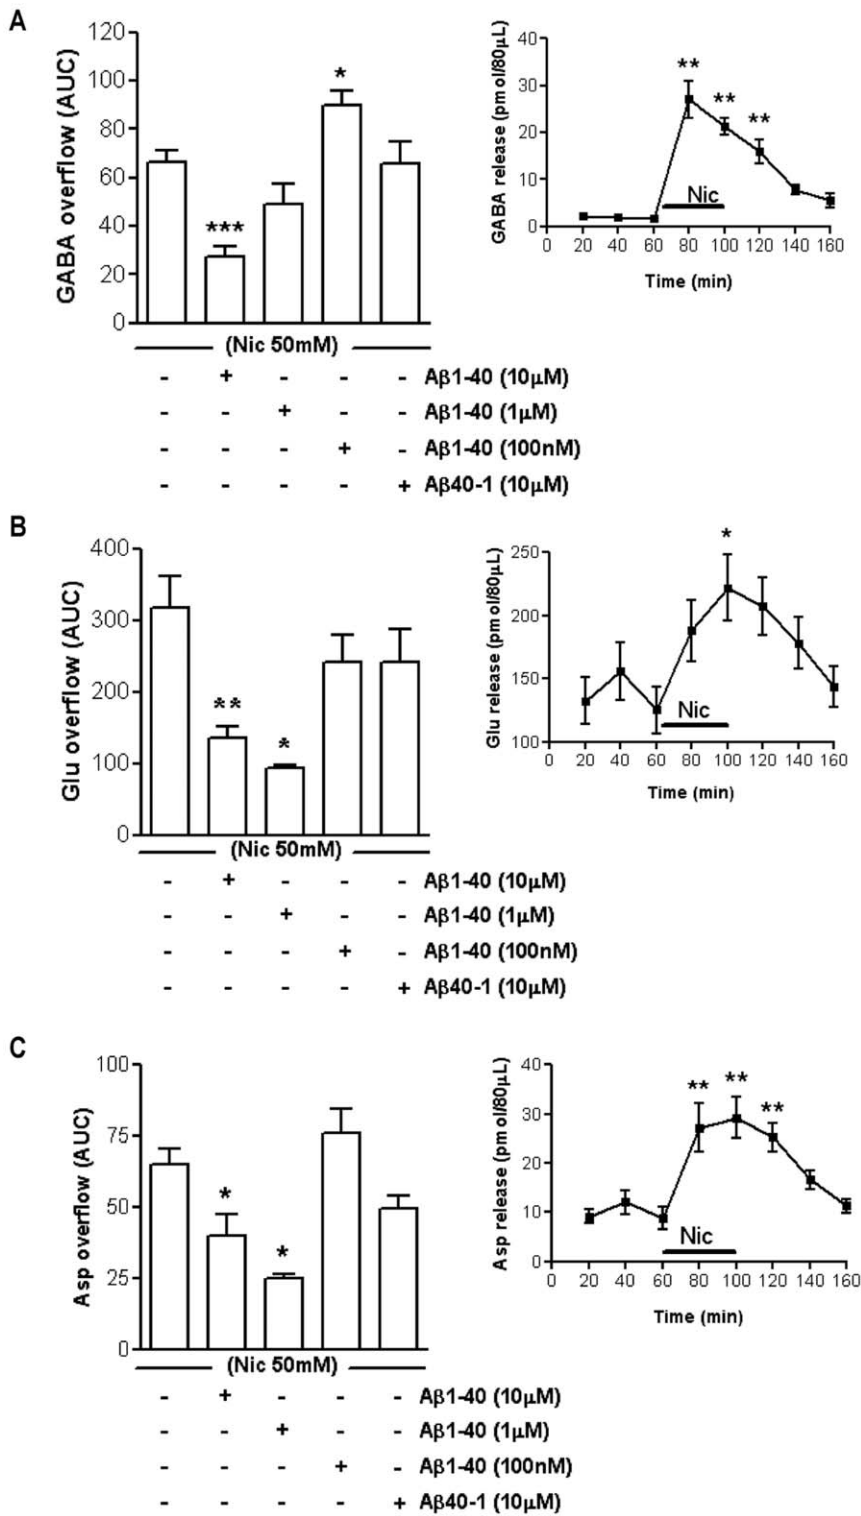 A
GABA overflow (AUC)
120
100
80
60
40
20
0
***
*
(Nic 50mM)
- + - - - Aβ1-40 (10μM)
- - + - - Aβ1-40 (1μM)
- - - + - Aβ1-40 (100nM)
- - - - + Aβ40-1 (10μM)
GABA release (pmol/80μL)
40
30
20
10
0
** ** **
Nic
0 20 40 60 80 100 120 140 160
Time (min)
B
Glu overflow (AUC)
400
300
200
100
0
**
*
(Nic 50mM)
- + - - - Aβ1-40 (10μM)
- - + - - Aβ1-40 (1μM)
- - - + - Aβ1-40 (100nM)
- - - - + Aβ40-1 (10μM)
Glu release (pmol/80μL)
250
200
150
100
*
Nic
0 20 40 60 80 100 120 140 160
Time (min)
C
Asp overflow (AUC)
100
75
50
25
0
*
*
(Nic 50mM)
- + - - - Aβ1-40 (10μM)
- - + - - Aβ1-40 (1μM)
- - - + - Aβ1-40 (100nM)
- - - - + Aβ40-1 (10μM)
Asp release (pmol/80μL)
40
30
20
10
0
** ** **
Nic
0 20 40 60 80 100 120 140 160
Time (min)